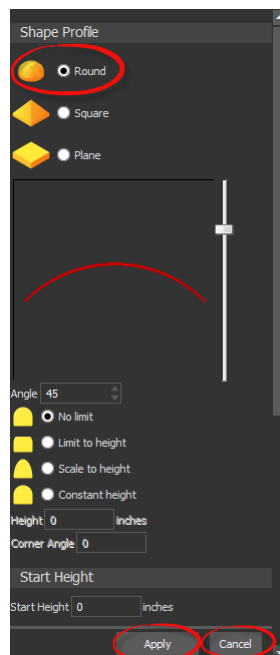 Shape Profile
Round
Square
Plane
Angle 45
No limit
Limit to height
Scale to height
Constant height
Height 0 inches
Corner Angle 0
Start Height
Start Height 0 inches
Apply Cancel